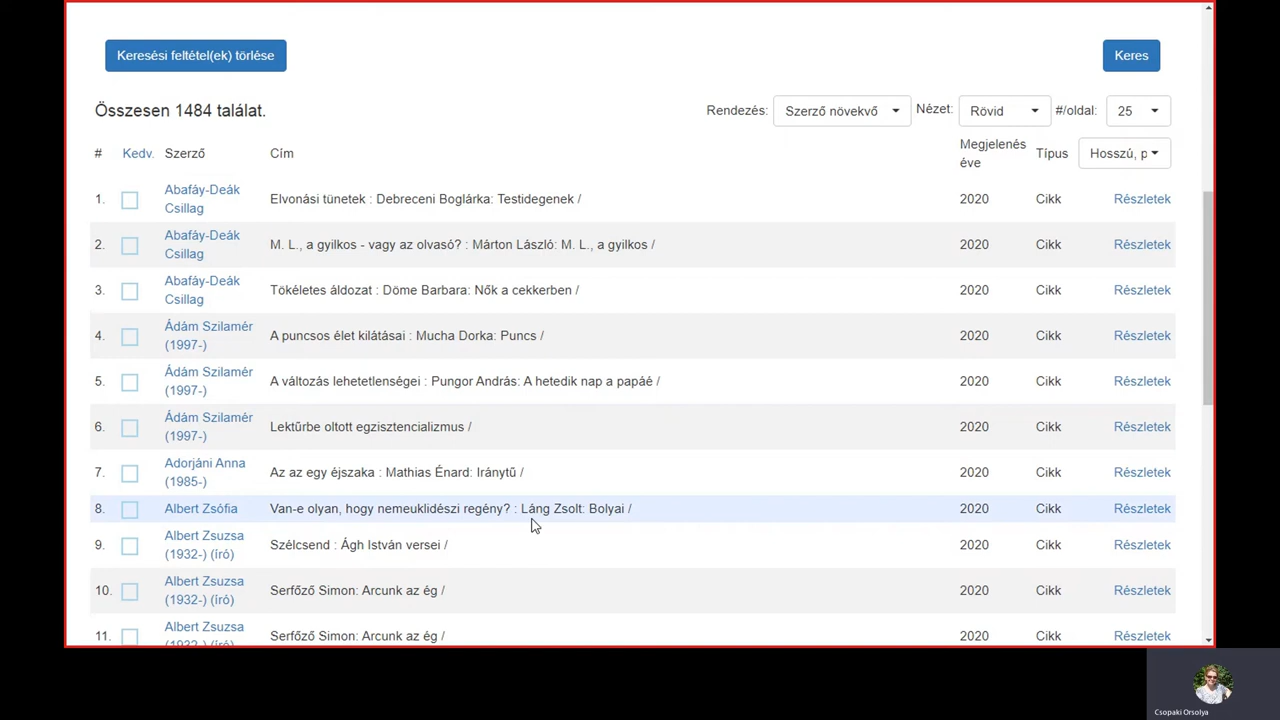 Keresési feltétel(ek) törlése Keres
Összesen 1484 találat. Rendezés: Szerző növekvő Nézet: Rövid #/oldal: 25
# Kedv. Szerző Cím Megjelenés éve Típus Hosszú, p
1. Abafáy-Deák Csillag Elvonási tünetek : Debreceni Boglárka: Testidegenek / 2020 Cikk Részletek
2. Abafáy-Deák Csillag M. L., a gyilkos - vagy az olvasó? : Márton László: M. L., a gyilkos / 2020 Cikk Részletek
3. Abafáy-Deák Csillag Tökéletes áldozat : Döme Barbara: Nők a cekkerben / 2020 Cikk Részletek
4. Ádám Szilamér (1997-) A puncsos élet kilátásai : Mucha Dorka: Puncs / 2020 Cikk Részletek
5. Ádám Szilamér (1997-) A változás lehetetlenségei : Pungor András: A hetedik nap a papáé / 2020 Cikk Részletek
6. Ádám Szilamér (1997-) Lektűrbe oltott egzisztencializmus / 2020 Cikk Részletek
7. Adorjáni Anna (1985-) Az az egy éjszaka : Mathias Énard: Iránytű / 2020 Cikk Részletek
8. Albert Zsófia Van-e olyan, hogy nemeuklidészi regény? : Láng Zsolt: Bolyai / 2020 Cikk Részletek
9. Albert Zsuzsa (1932-) (író) Szélcsend : Ágh István versei / 2020 Cikk Részletek
10. Albert Zsuzsa (1932-) (író) Serfőző Simon: Arcunk az ég / 2020 Cikk Részletek
11. Albert Zsuzsa (1932-) (író) Serfőző Simon: Arcunk az ég / 2020 Cikk Részletek
Csopaki Orsolya